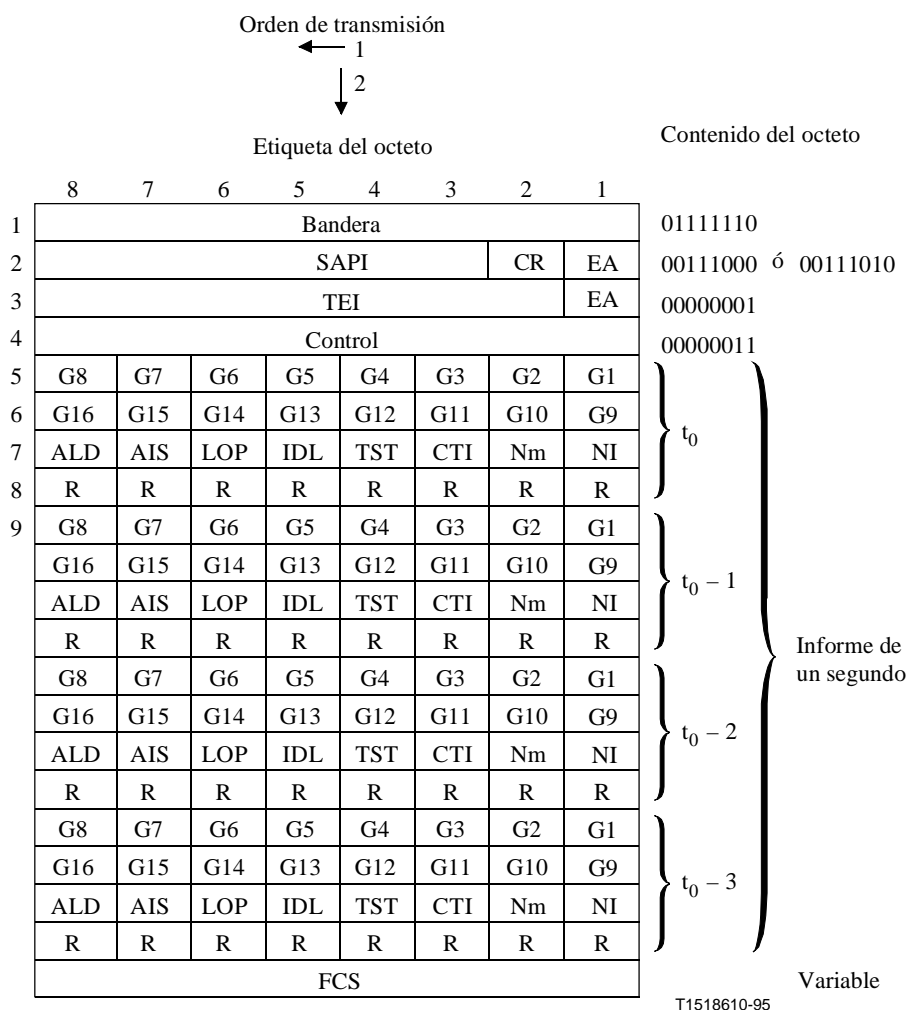 Orden de transmisión
1
2
Etiqueta del octeto
Contenido del octeto
8 7 6 5 4 3 2 1
1 Bandera 01111110
2 SAPI CR EA 00111000 ó 00111010
3 TEI EA 00000001
4 Control 00000011
5 G8 G7 G6 G5 G4 G3 G2 G1
6 G16 G15 G14 G13 G12 G11 G10 G9
t0
7 ALD AIS LOP IDL TST CTI Nm NI
8 R R R R R R R R
9 G8 G7 G6 G5 G4 G3 G2 G1
G16 G15 G14 G13 G12 G11 G10 G9
t0 – 1
ALD AIS LOP IDL TST CTI Nm NI
R R R R R R R R
Informe de
un segundo
G8 G7 G6 G5 G4 G3 G2 G1
G16 G15 G14 G13 G12 G11 G10 G9
t0 – 2
ALD AIS LOP IDL TST CTI Nm NI
R R R R R R R R
G8 G7 G6 G5 G4 G3 G2 G1
G16 G15 G14 G13 G12 G11 G10 G9
t0 – 3
ALD AIS LOP IDL TST CTI Nm NI
R R R R R R R R
FCS Variable
T1518610-95